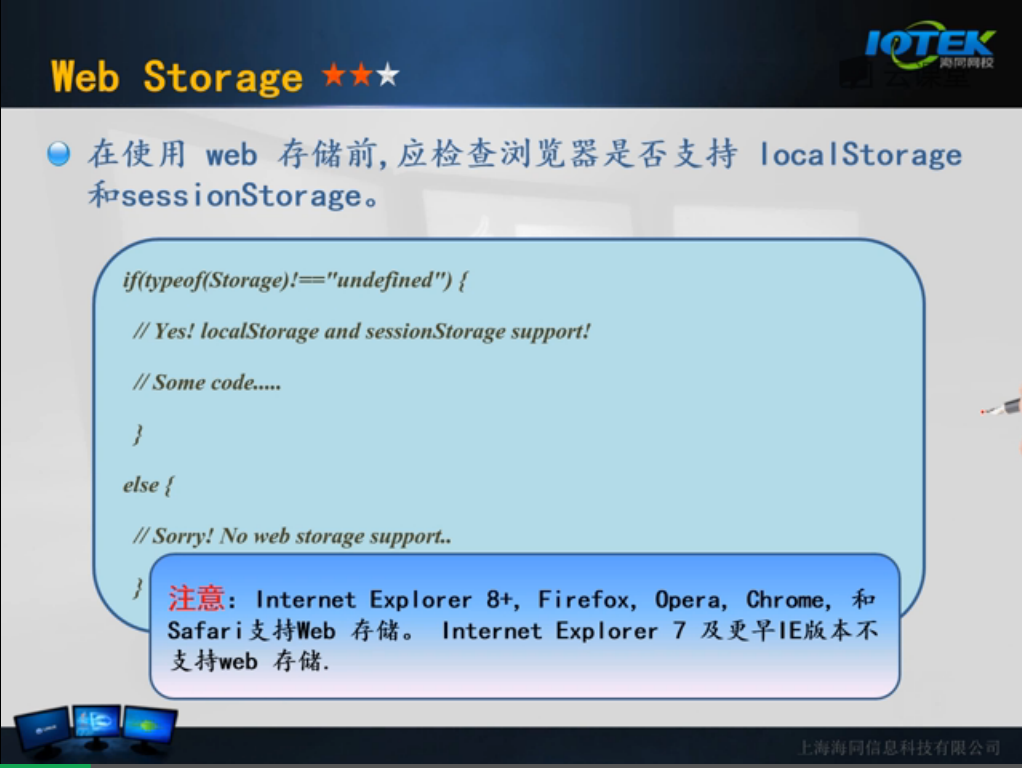 IOTEK
海同网校
云课堂
Web Storage
在使用 web 存储前,应检查浏览器是否支持 localStorage
和sessionStorage。
if(typeof(Storage)!=="undefined") {
// Yes! localStorage and sessionStorage support!
// Some code.....
}
else {
// Sorry! No web storage support..
}
注意: Internet Explorer 8+, Firefox, Opera, Chrome, 和
Safari支持Web 存储。 Internet Explorer 7 及更早IE版本不
支持web 存储.
上海海同信息科技有限公司